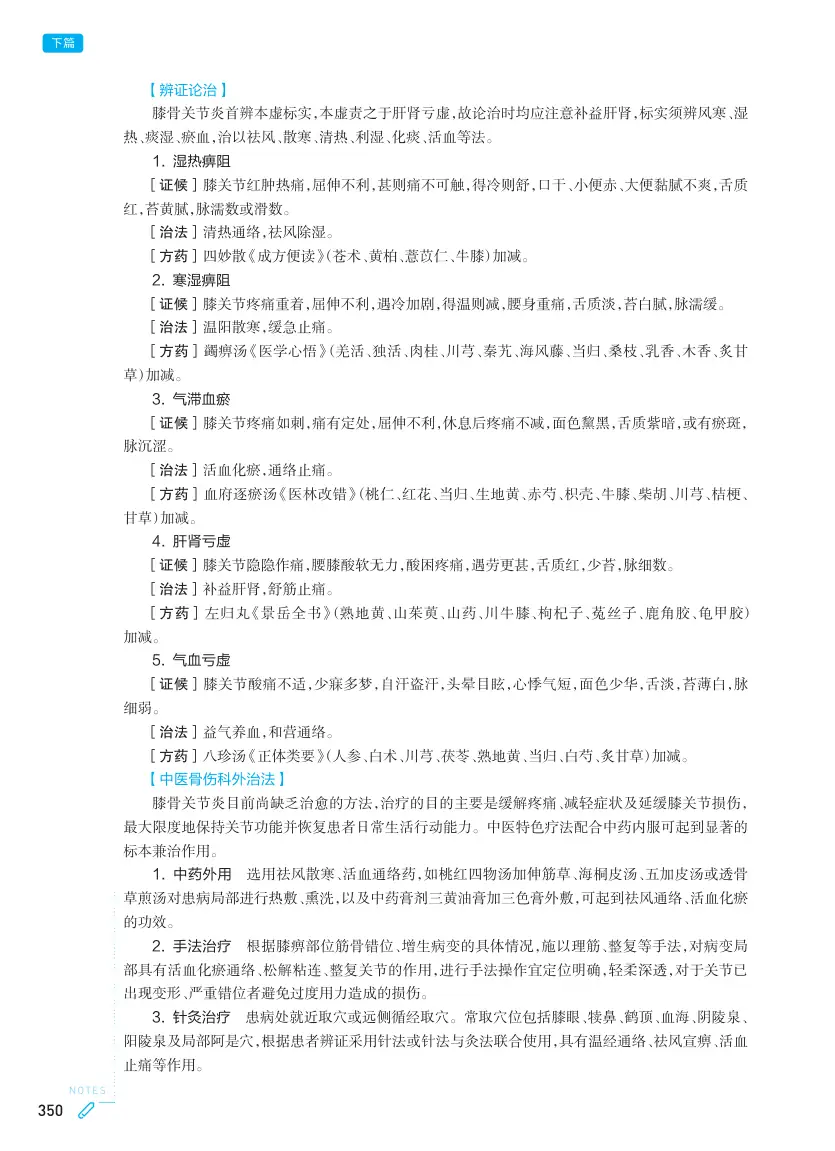 下篇
【辨证论治】
膝骨关节炎首辨本虚标实，本虚责之于肝肾亏虚，故论治时均应注意补益肝肾，标实须辨风寒、湿
热、痰湿、瘀血，治以祛风、散寒、清热、利湿、化痰、活血等法。
1. 湿热痹阻
［证候］膝关节红肿热痛，屈伸不利，甚则痛不可触，得冷则舒，口干、小便赤、大便黏腻不爽，舌质
红，苔黄腻，脉濡数或滑数。
［治法］清热通络，祛风除湿。
［方药］四妙散《成方便读》（苍术、黄柏、薏苡仁、牛膝）加减。
2. 寒湿痹阻
［证候］膝关节疼痛重着，屈伸不利，遇冷加剧，得温则减，腰身重痛，舌质淡，苔白腻，脉濡缓。
［治法］温阳散寒，缓急止痛。
［方药］蠲痹汤《医学心悟》（羌活、独活、肉桂、川芎、秦艽、海风藤、当归、桑枝、乳香、木香、炙甘
草）加减。
3. 气滞血瘀
［证候］膝关节疼痛如刺，痛有定处，屈伸不利，休息后疼痛不减，面色黧黑，舌质紫暗，或有瘀斑，
脉沉涩。
［治法］活血化瘀，通络止痛。
［方药］血府逐瘀汤《医林改错》（桃仁、红花、当归、生地黄、赤芍、枳壳、牛膝、柴胡、川芎、桔梗、
甘草）加减。
4. 肝肾亏虚
［证候］膝关节隐隐作痛，腰膝酸软无力，酸困疼痛，遇劳更甚，舌质红，少苔，脉细数。
［治法］补益肝肾，舒筋止痛。
［方药］左归丸《景岳全书》（熟地黄、山茱萸、山药、川牛膝、枸杞子、菟丝子、鹿角胶、龟甲胶）
加减。
5. 气血亏虚
［证候］膝关节酸痛不适，少寐多梦，自汗盗汗，头晕目眩，心悸气短，面色少华，舌淡，苔薄白，脉
细弱。
［治法］益气养血，和营通络。
［方药］八珍汤《正体类要》（人参、白术、川芎、茯苓、熟地黄、当归、白芍、炙甘草）加减。
【中医骨伤科外治法】
膝骨关节炎目前尚缺乏治愈的方法，治疗的目的主要是缓解疼痛、减轻症状及延缓膝关节损伤，
最大限度地保持关节功能并恢复患者日常生活行动能力。中医特色疗法配合中药内服可起到显著的
标本兼治作用。
1. 中药外用　选用祛风散寒、活血通络药，如桃红四物汤加伸筋草、海桐皮汤、五加皮汤或透骨
草煎汤对患病局部进行热敷、熏洗，以及中药膏剂三黄油膏加三色膏外敷，可起到祛风通络、活血化瘀
的功效。
2. 手法治疗　根据膝痹部位筋骨错位、增生病变的具体情况，施以理筋、整复等手法，对病变局
部具有活血化瘀通络、松解粘连、整复关节的作用，进行手法操作宜定位明确，轻柔深透，对于关节已
出现变形、严重错位者避免过度用力造成的损伤。
3. 针灸治疗　患病处就近取穴或远侧循经取穴。常取穴位包括膝眼、犊鼻、鹤顶、血海、阴陵泉、
阳陵泉及局部阿是穴，根据患者辨证采用针法或针法与灸法联合使用，具有温经通络、祛风宣痹、活血
止痛等作用。
NOTES
350